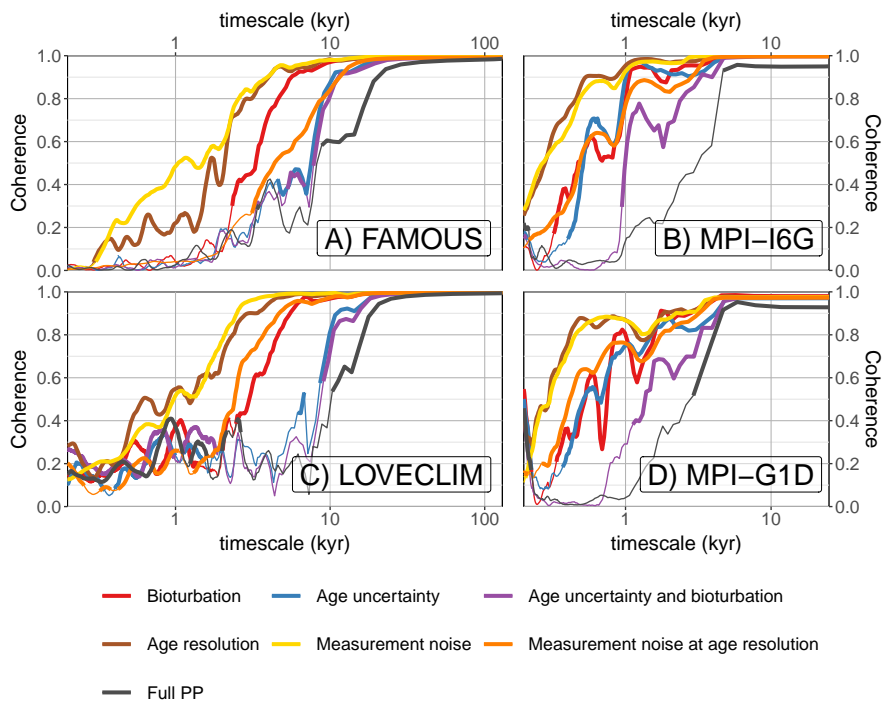 timescale (kyr)
timescale (kyr)
1
10
100
1
10
1.0
0.8
0.6
0.4
0.2
0.0
Coherence
A) FAMOUS
B) MPI−I6G
1.0
0.8
0.6
0.4
0.2
0.0
Coherence
1.0
0.8
0.6
0.4
0.2
0.0
Coherence
C) LOVECLIM
D) MPI−G1D
1.0
0.8
0.6
0.4
0.2
0.0
Coherence
1
10
100
1
10
timescale (kyr)
timescale (kyr)
Bioturbation
Age uncertainty
Age uncertainty and bioturbation
Age resolution
Measurement noise
Measurement noise at age resolution
Full PP